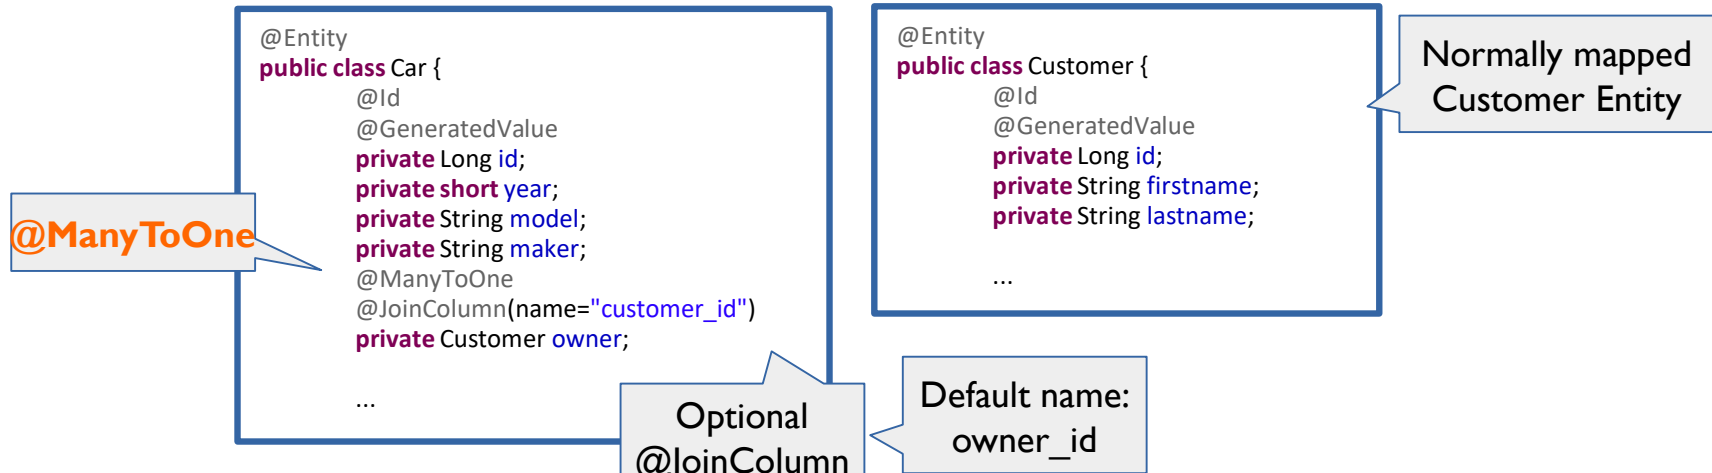 @Entity
public class Car {
@Id
@GeneratedValue
private Long id;
private short year;
private String model;
private String maker;
@ManyToOne
@JoinColumn(name="customer_id")
private Customer owner;
...
@ManyToOne
Optional
@JoinColumn
Default name:
owner_id
@Entity
public class Customer {
@Id
@GeneratedValue
private Long id;
private String firstname;
private String lastname;
...
Normally mapped
Customer Entity